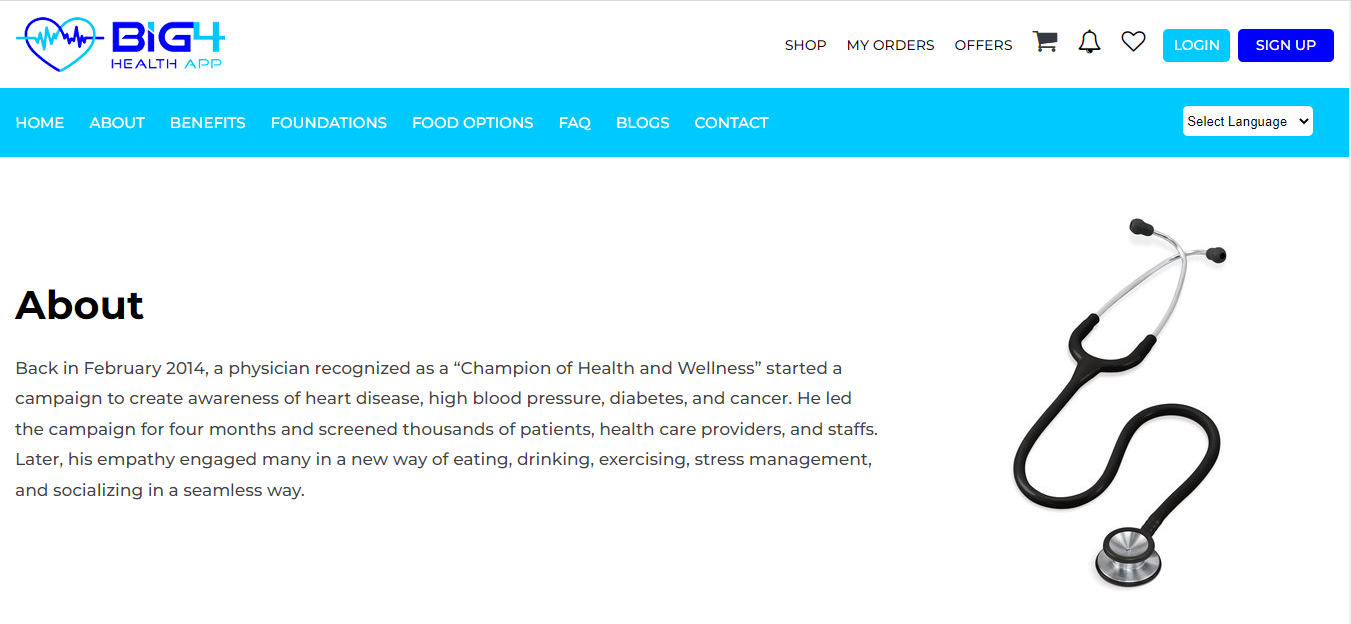 BIG4
HEALTH APP
SHOP MY ORDERS OFFERS LOGIN SIGN UP
HOME ABOUT BENEFITS FOUNDATIONS FOOD OPTIONS FAQ BLOGS CONTACT Select Language
About
Back in February 2014, a physician recognized as a “Champion of Health and Wellness” started a
campaign to create awareness of heart disease, high blood pressure, diabetes, and cancer. He led
the campaign for four months and screened thousands of patients, health care providers, and staffs.
Later, his empathy engaged many in a new way of eating, drinking, exercising, stress management,
and socializing in a seamless way.